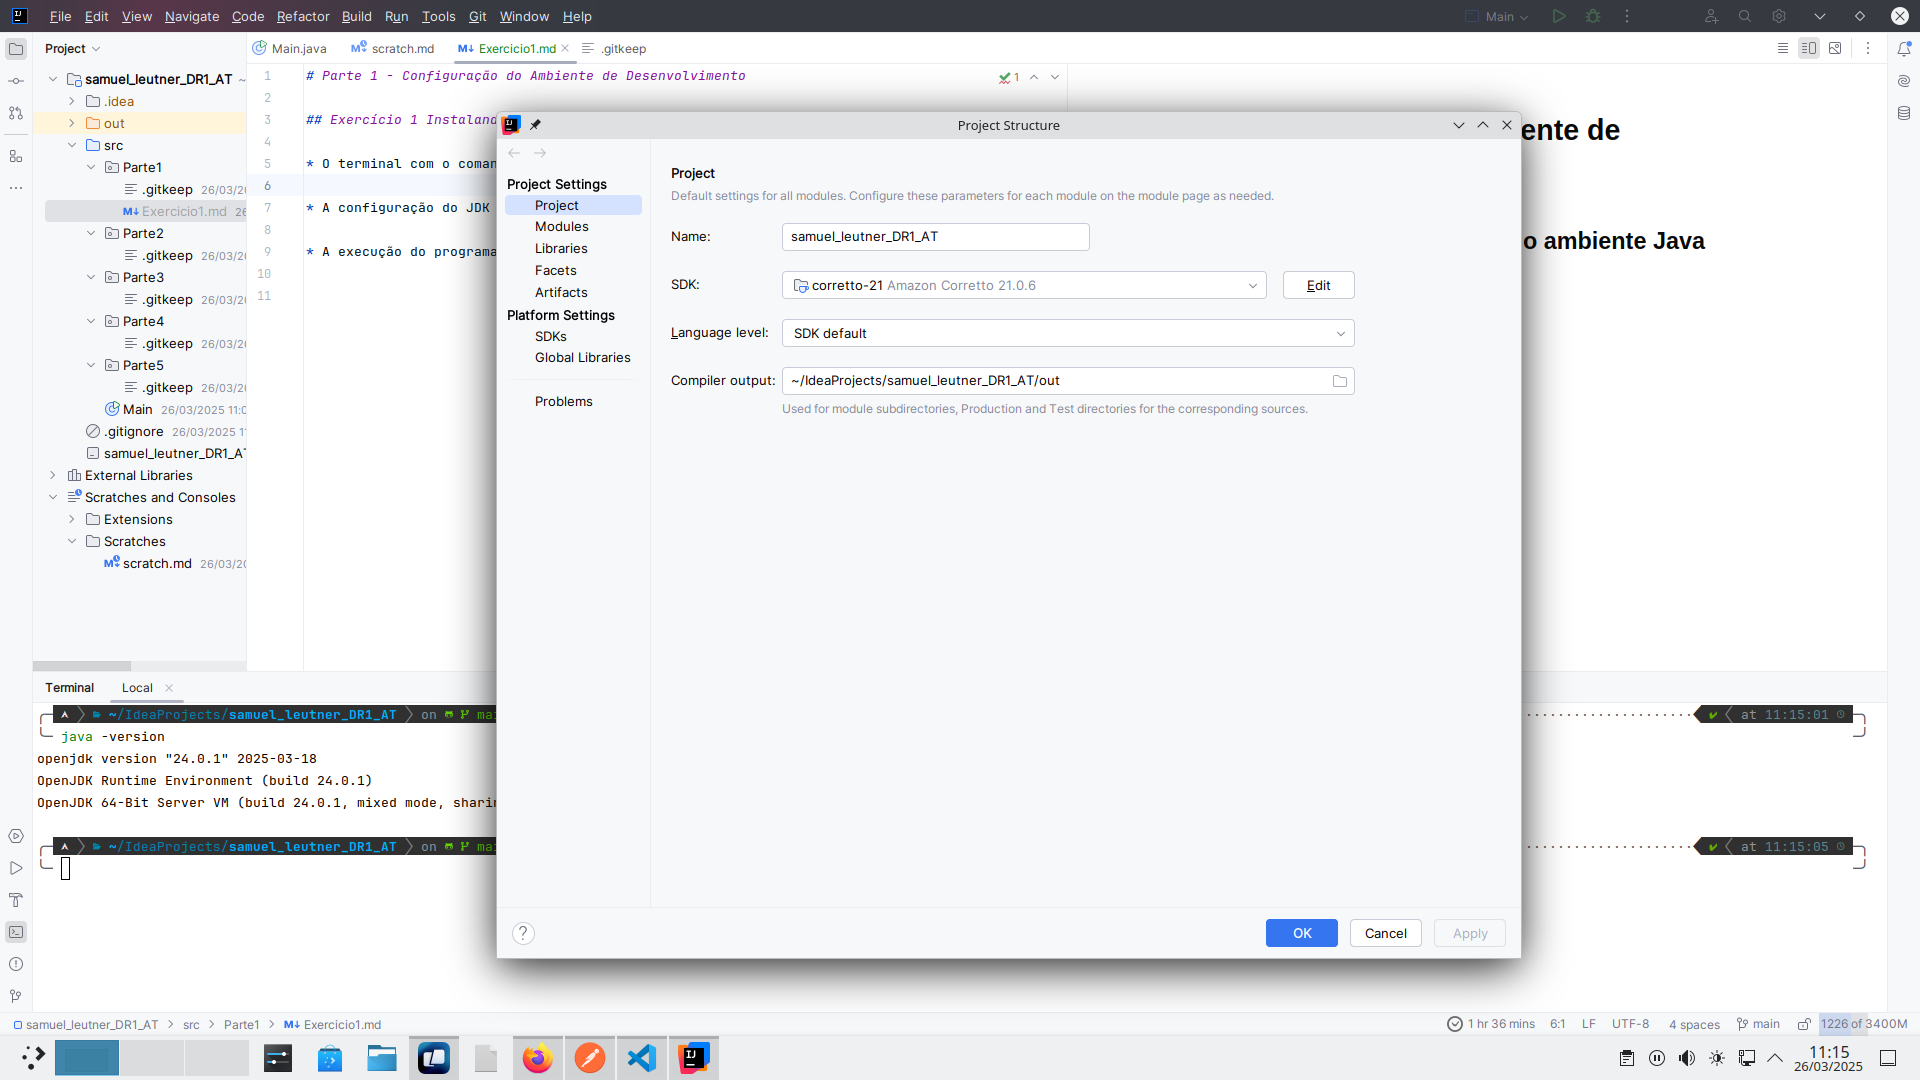 File Edit View Navigate Code Refactor Build Run Tools Git Window Help
Main
Project
Main.java
scratch.md
Exercicio1.md
.gitkeep
samuel_leutner_DR1_AT ~
.idea
out
src
Parte1
.gitkeep 26/03/20
Exercicio1.md 26
Parte2
.gitkeep 26/03/20
Parte3
.gitkeep 26/03/20
Parte4
.gitkeep 26/03/20
Parte5
.gitkeep 26/03/20
Main 26/03/2025 11:0
.gitignore 26/03/2025 11
samuel_leutner_DR1_AT
External Libraries
Scratches and Consoles
Extensions
Scratches
scratch.md 26/03/20
1 # Parte 1 - Configuração do Ambiente de Desenvolvimento
2
3 ## Exercício 1 Instaland
4
5 * O terminal com o coman
6
7 * A configuração do JDK
8
9 * A execução do programa
10
11
1
ente de
o ambiente Java
Project Structure
Project Settings
Project
Modules
Libraries
Facets
Artifacts
Platform Settings
SDKs
Global Libraries
Problems
Project
Default settings for all modules. Configure these parameters for each module on the module page as needed.
Name: samuel_leutner_DR1_AT
SDK: corretto-21 Amazon Corretto 21.0.6 Edit
Language level: SDK default
Compiler output: ~/IdeaProjects/samuel_leutner_DR1_AT/out
Used for module subdirectories, Production and Test directories for the corresponding sources.
? OK Cancel Apply
Terminal Local
~/IdeaProjects/samuel_leutner_DR1_AT on mai at 11:15:01
java -version
openjdk version "24.0.1" 2025-03-18
OpenJDK Runtime Environment (build 24.0.1)
OpenJDK 64-Bit Server VM (build 24.0.1, mixed mode, sharin
~/IdeaProjects/samuel_leutner_DR1_AT on mai at 11:15:05
samuel_leutner_DR1_AT > src > Parte1 > Exercicio1.md
1 hr 36 mins 6:1 LF UTF-8 4 spaces main 1226 of 3400M
11:15
26/03/2025